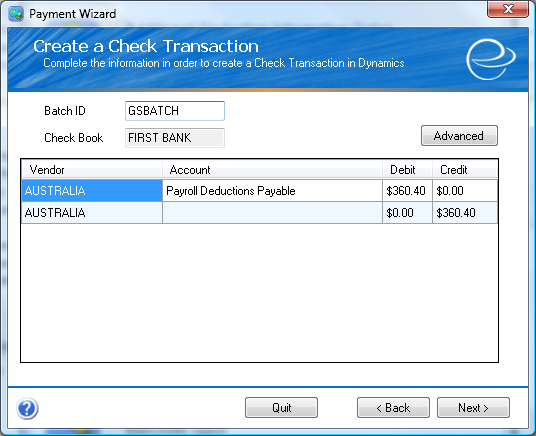 Payment Wizard
Create a Check Transaction
Complete the information in order to create a Check Transaction in Dynamics
Batch ID GSBATCH
Check Book FIRST BANK Advanced
Vendor Account Debit Credit
AUSTRALIA Payroll Deductions Payable $360.40 $0.00
AUSTRALIA $0.00 $360.40
? Quit < Back Next >